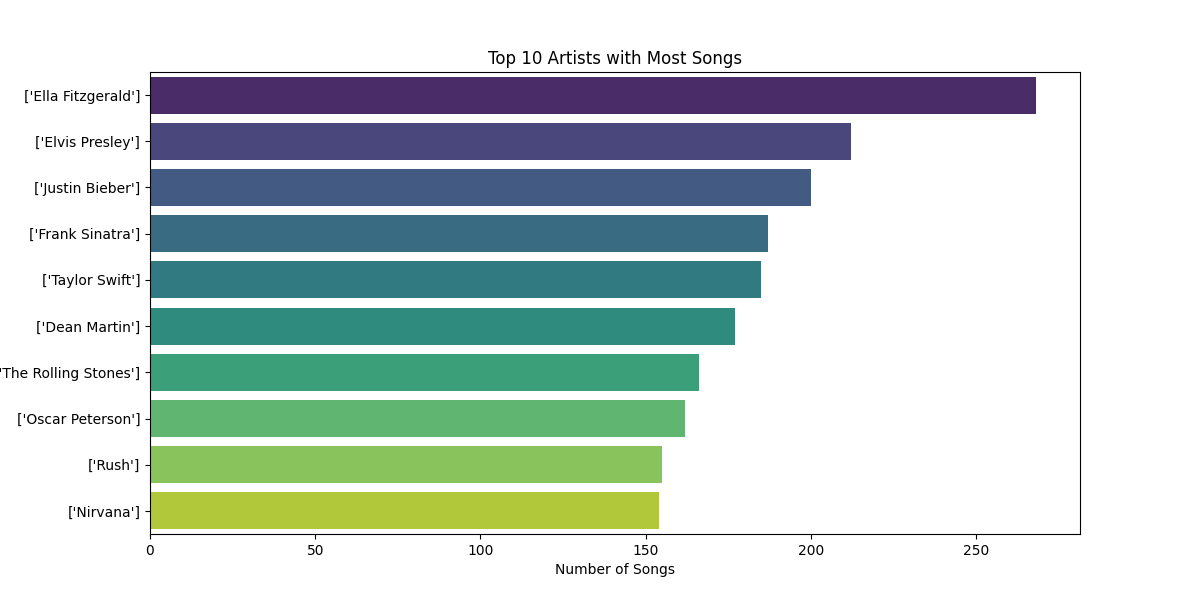 Top 10 Artists with Most Songs
['Ella Fitzgerald']
['Elvis Presley']
['Justin Bieber']
['Frank Sinatra']
['Taylor Swift']
['Dean Martin']
'The Rolling Stones']
['Oscar Peterson']
['Rush']
['Nirvana']
0 50 100 150 200 250
Number of Songs